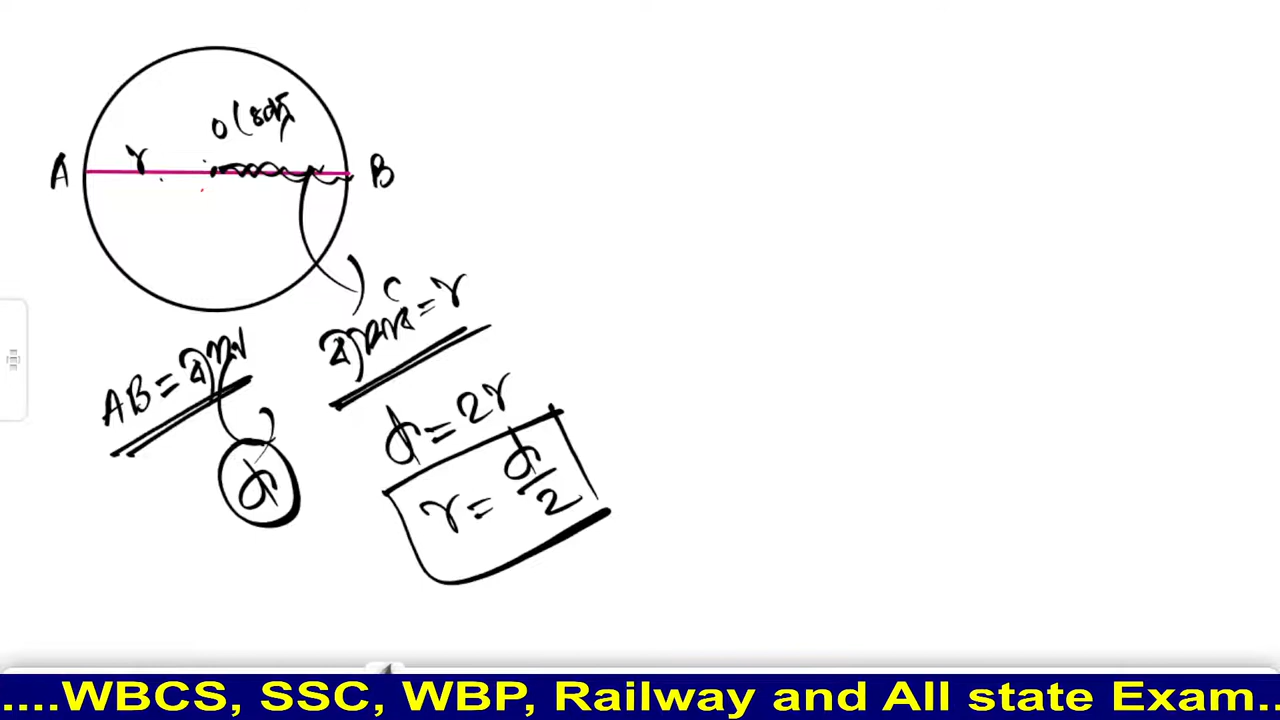 O (
A r B
ব্যাসার্ধ = r
AB = ব্যাস
d
d = 2r
r = d/2
....WBCS, SSC, WBP, Railway and All state Exam..